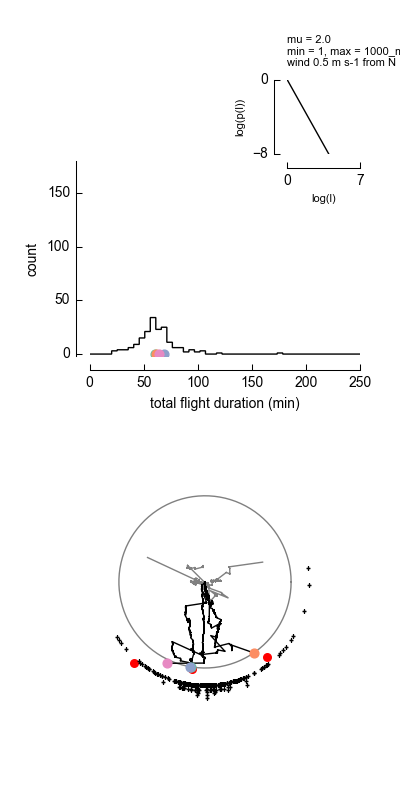 mu = 2.0
min = 1, max = 1000_m
wind 0.5 m s-1 from N
0
−8
log(p(l))
0 7
log(l)
150
100
50
0
count
0 50 100 150 200 250
total flight duration (min)